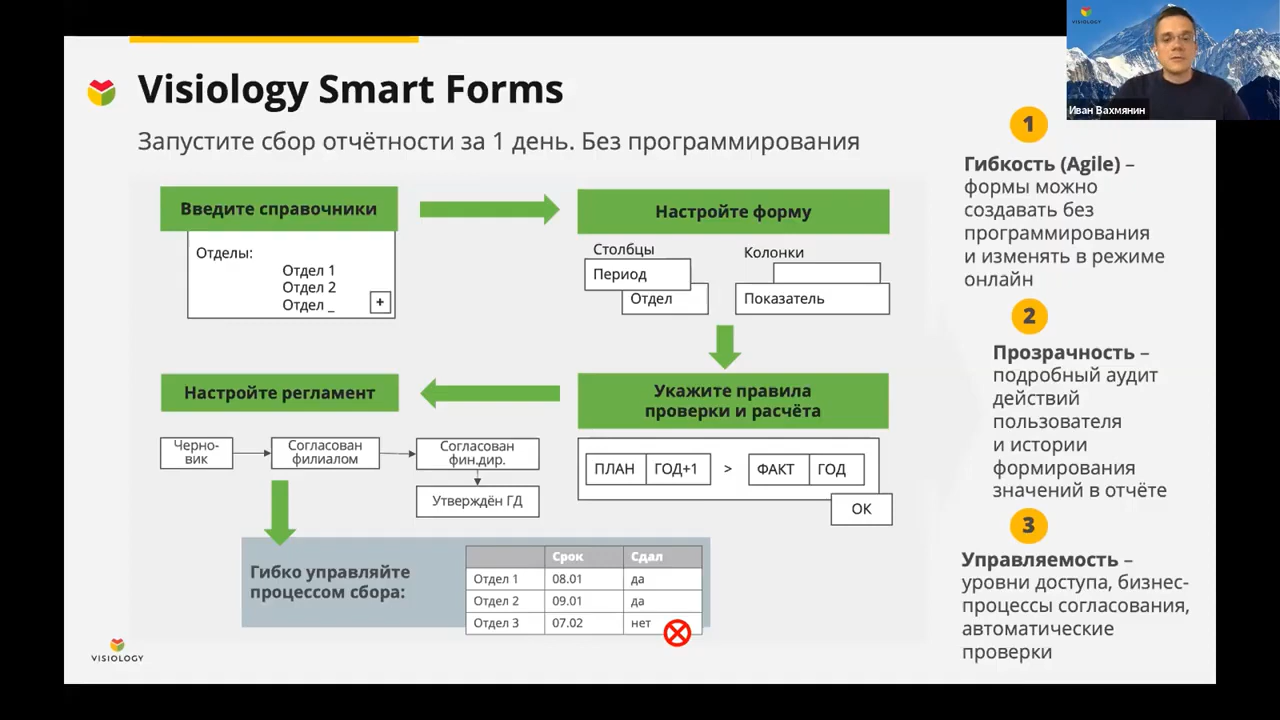 Visiology Smart Forms
Запустите сбор отчётности за 1 день. Без программирования
Введите справочники
Отделы:
Отдел 1
Отдел 2
Отдел _
+
Настройте форму
Столбцы
Колонки
Период
Отдел
Показатель
Укажите правила
проверки и расчёта
ПЛАН
ГОД+1
>
ФАКТ
ГОД
ОК
Настройте регламент
Черно-
вик
Согласован
филиалом
Согласован
фин.дир.
Утверждён ГД
Гибко управляйте
процессом сбора:
Срок
Сдал
Отдел 1
08.01
да
Отдел 2
09.01
да
Отдел 3
07.02
нет
VISIOLOGY
VISIOLOGY
Иван Вахмянин
1
Гибкость (Agile) –
формы можно
создавать без
программирования
и изменять в режиме
онлайн
2
Прозрачность –
подробный аудит
действий
пользователя
и истории
формирования
значений в отчёте
3
Управляемость –
уровни доступа, бизнес-
процессы согласования,
автоматические
проверки